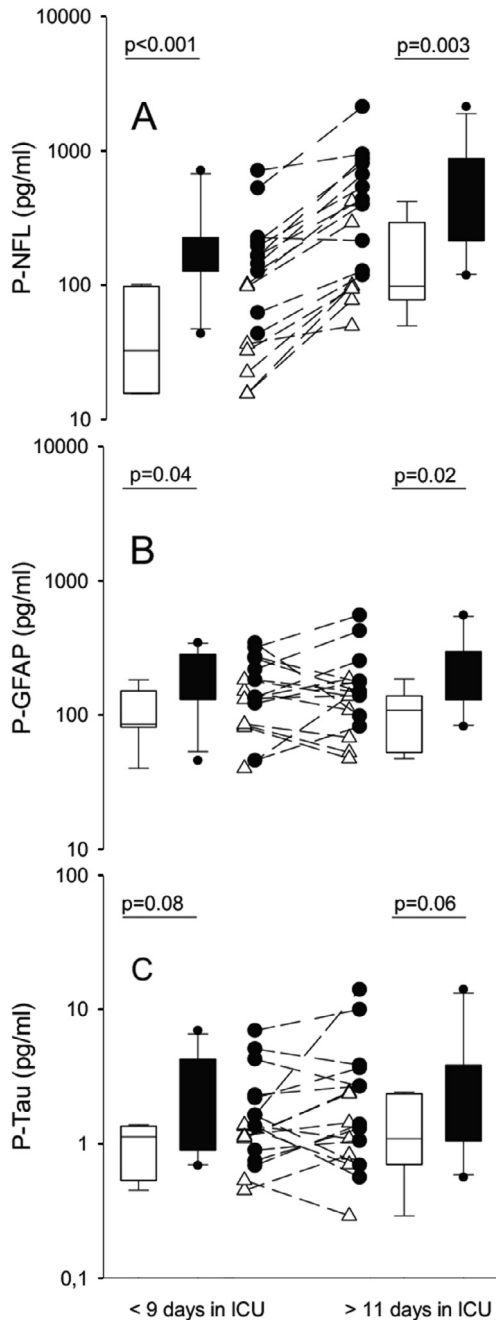 10000
p<0.001
p=0.003
A
1000
P-NFL (pg/ml)
100
10
10000
p=0.04
p=0.02
B
1000
P-GFAP (pg/ml)
100
10
100
p=0.08
p=0.06
C
10
P-Tau (pg/ml)
1
0,1
< 9 days in ICU
> 11 days in ICU